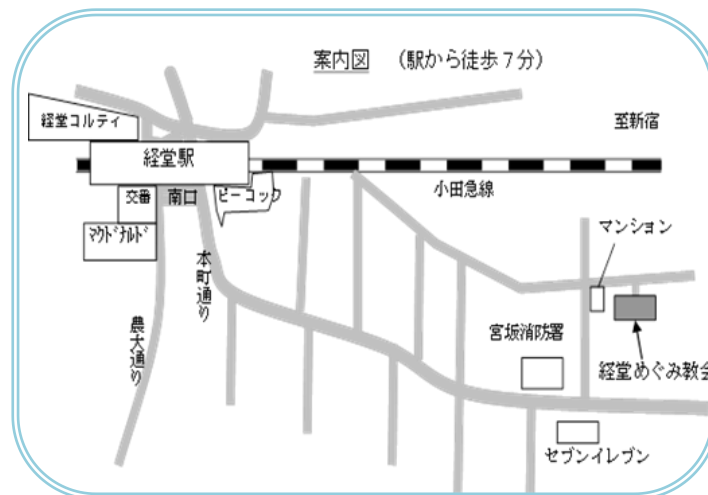 案内図 (駅から徒歩7分)
経堂コルティ
至新宿
経堂駅
小田急線
交番
南口
ピーコック
マクドナルド
マンション
本町通り
農大通り
宮坂消防署
経堂めぐみ教会
セブンイレブン